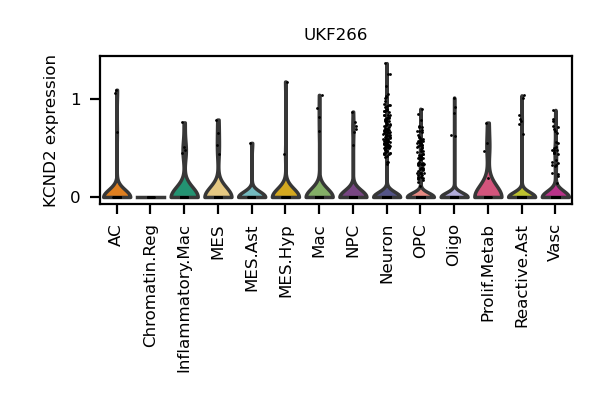 UKF266
KCND2 expression
1
0
AC
Chromatin.Reg
Inflammatory.Mac
MES
MES.Ast
MES.Hyp
Mac
NPC
Neuron
OPC
Oligo
Prolif.Metab
Reactive.Ast
Vasc